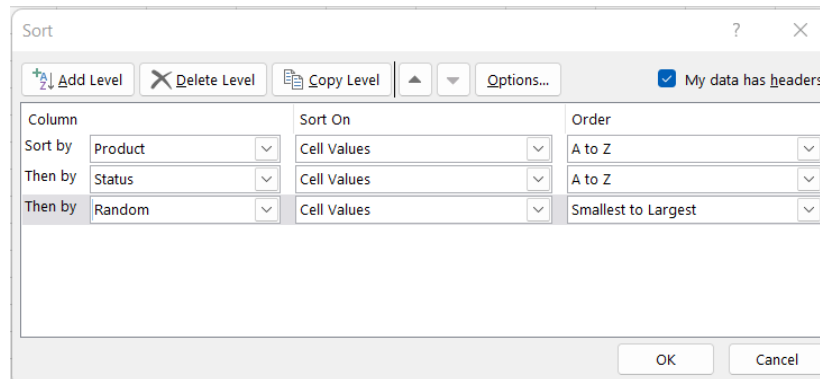 Sort ?
Add Level Delete Level Copy Level Options... My data has headers
Column Sort On Order
Sort by Product Cell Values A to Z
Then by Status Cell Values A to Z
Then by Random Cell Values Smallest to Largest
OK Cancel